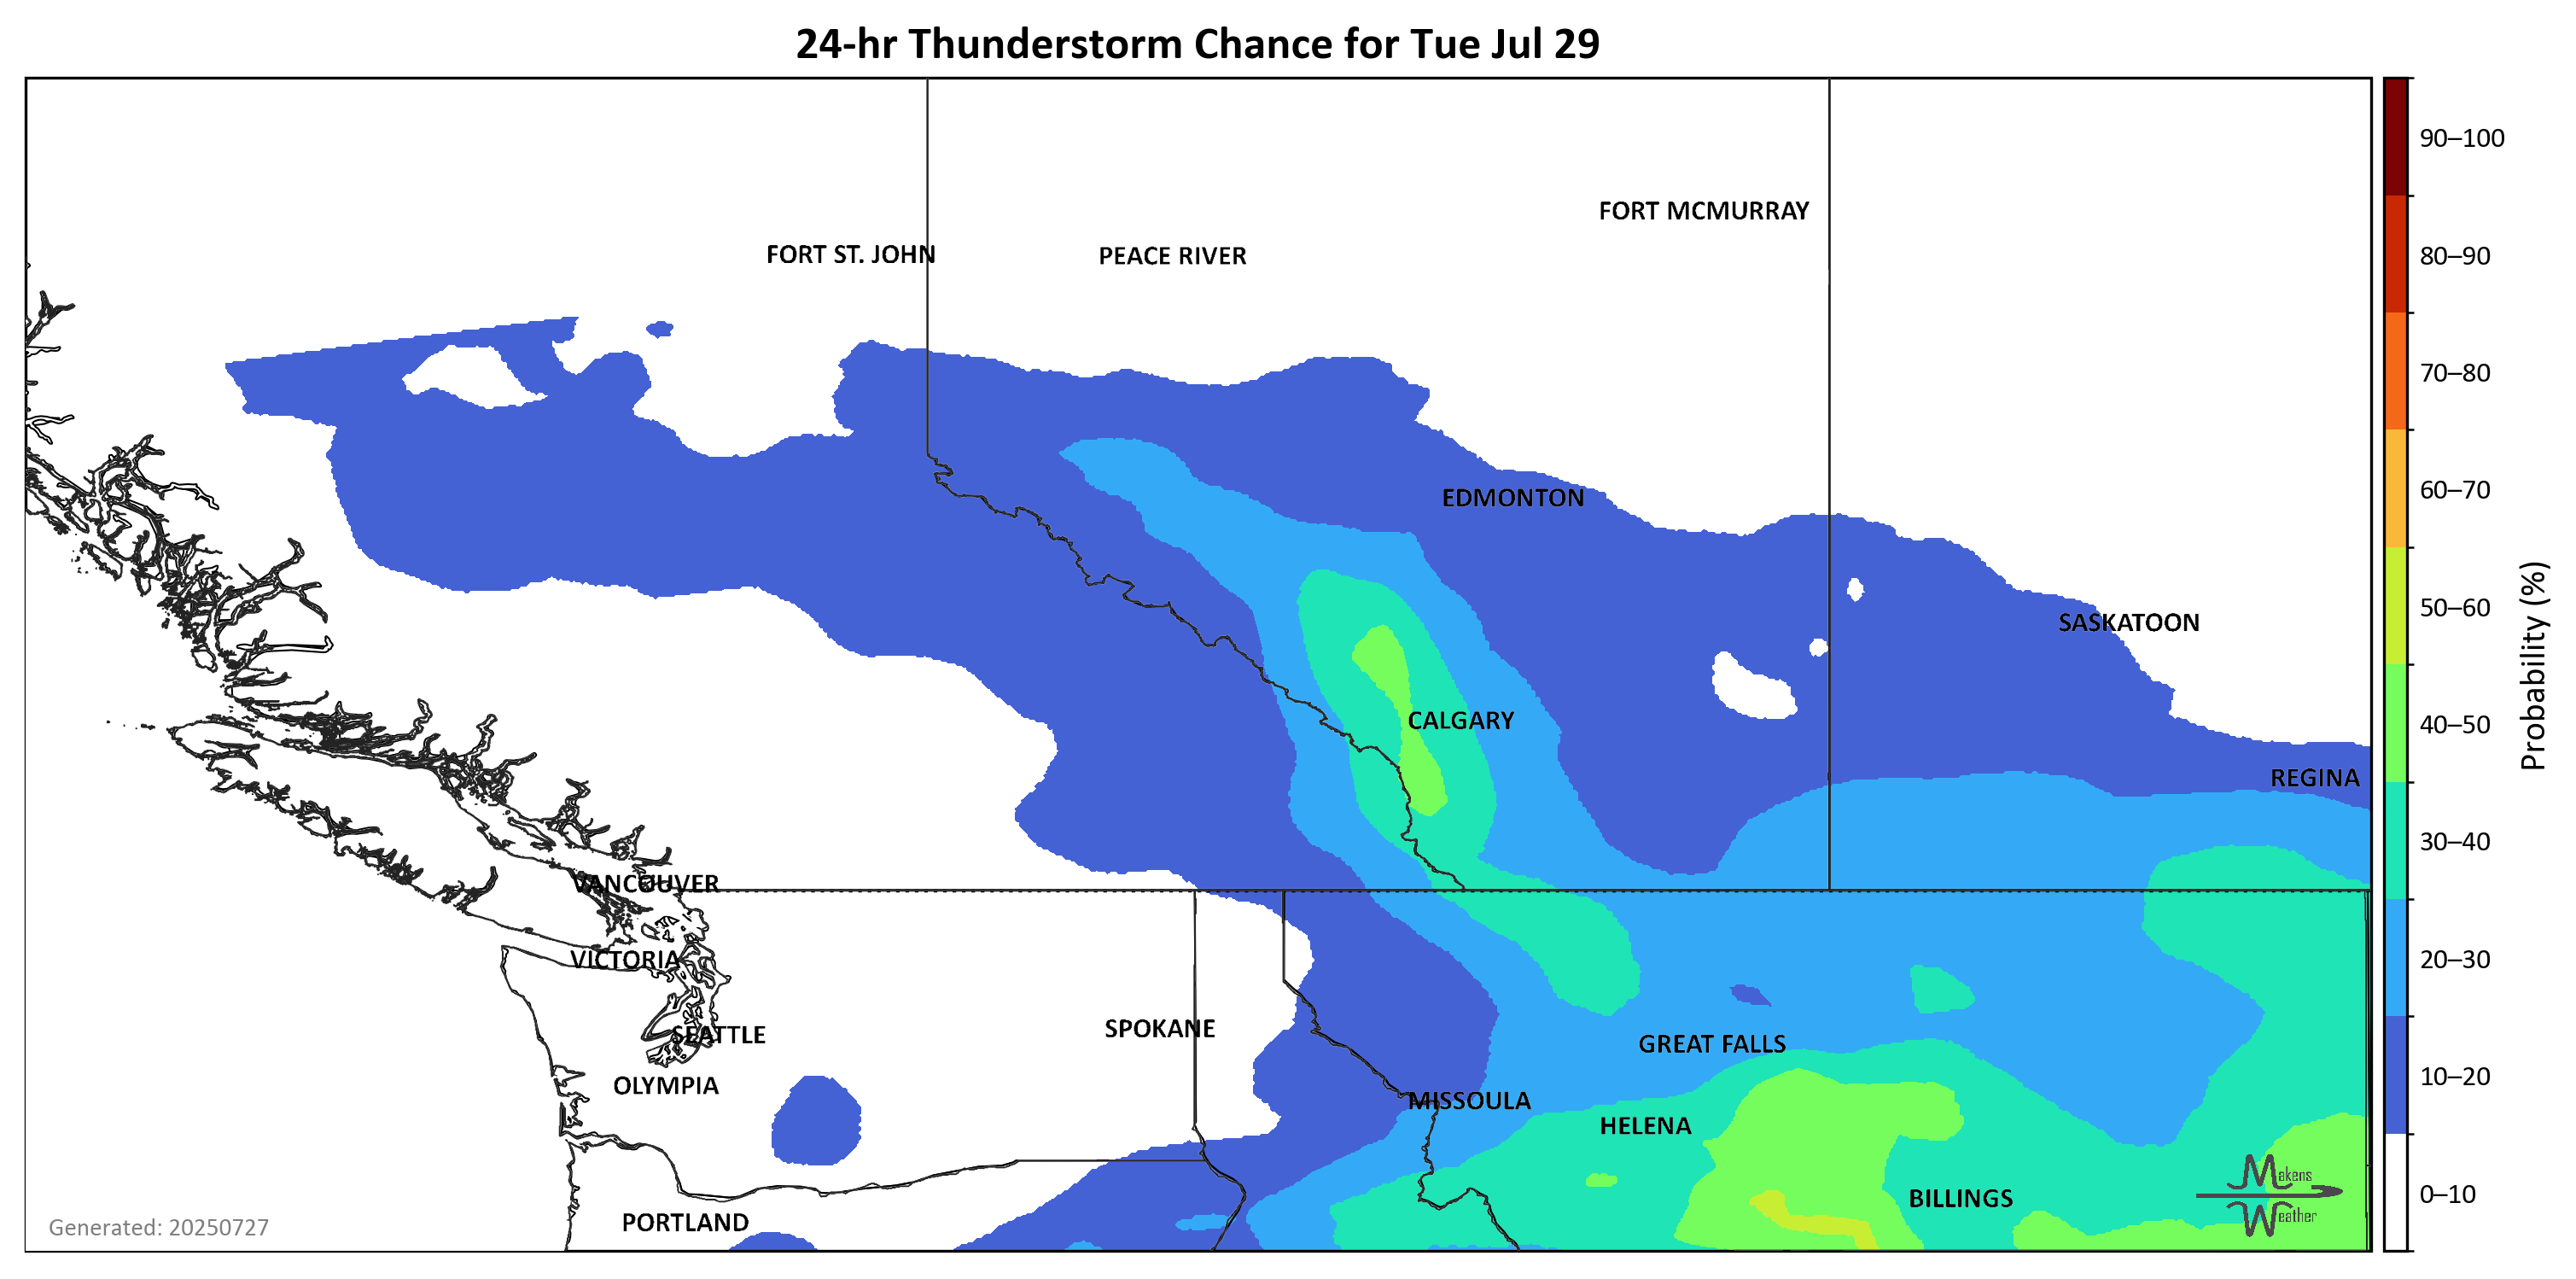 24-hr Thunderstorm Chance for Tue Jul 29
90–100
FORT MCMURRAY
FORT ST. JOHN
PEACE RIVER
80–90
70–80
60–70
EDMONTON
50–60
SASKATOON
Probability (%)
CALGARY
40–50
REGINA
30–40
VANCOUVER
VICTORIA
20–30
SPOKANE
SEATTLE
GREAT FALLS
10–20
OLYMPIA
MISSOULA
HELENA
Makens
Weather
0–10
BILLINGS
PORTLAND
Generated: 20250727